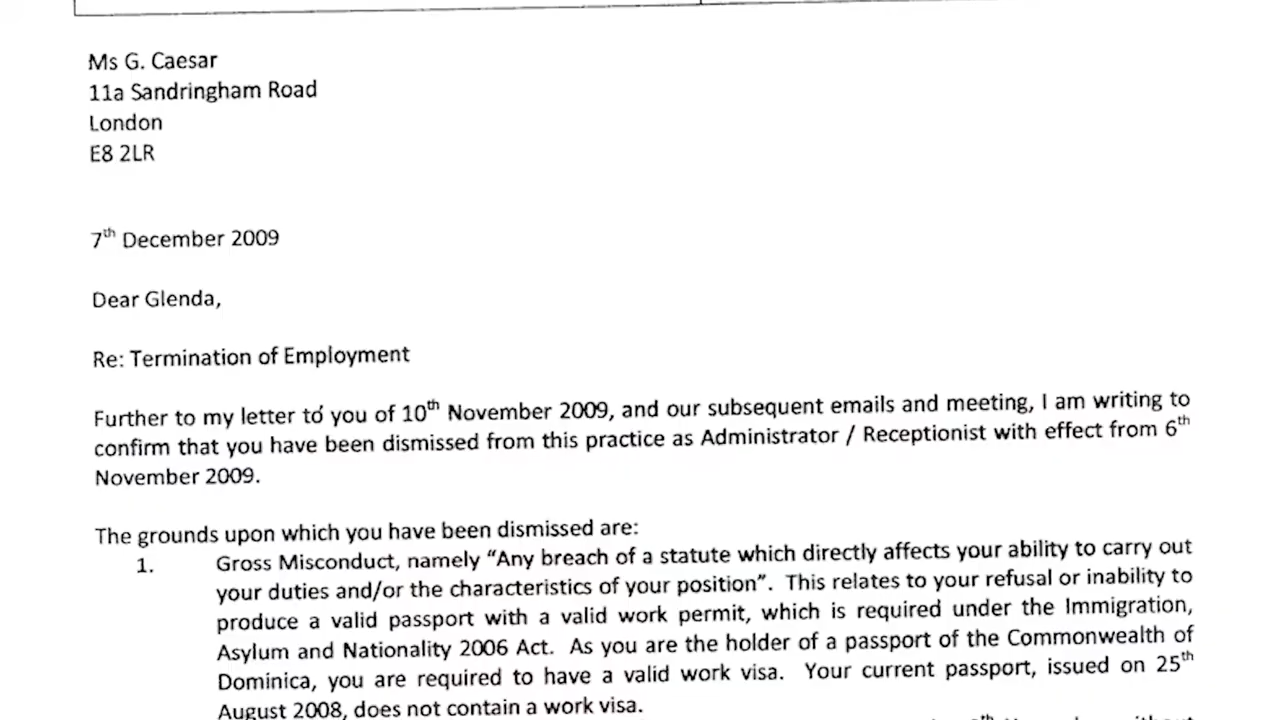 Ms G. Caesar
11a Sandringham Road
London
E8 2LR
7th December 2009
Dear Glenda,
Re: Termination of Employment
Further to my letter to you of 10th November 2009, and our subsequent emails and meeting, I am writing to
confirm that you have been dismissed from this practice as Administrator / Receptionist with effect from 6th
November 2009.
The grounds upon which you have been dismissed are:
1. Gross Misconduct, namely “Any breach of a statute which directly affects your ability to carry out
your duties and/or the characteristics of your position”. This relates to your refusal or inability to
produce a valid passport with a valid work permit, which is required under the Immigration,
Asylum and Nationality 2006 Act. As you are the holder of a passport of the Commonwealth of
Dominica, you are required to have a valid work visa. Your current passport, issued on 25th
August 2008, does not contain a work visa.